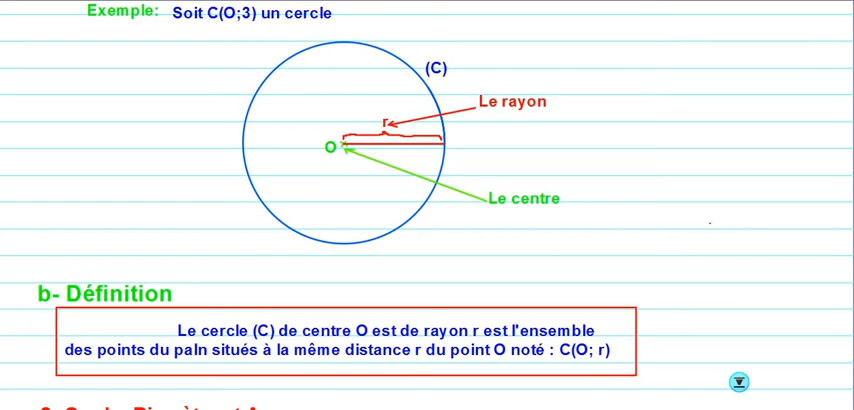 Exemple: Soit C(O;3) un cercle
(C)
Le rayon
r
O
Le centre
b- Définition
Le cercle (C) de centre O est de rayon r est l'ensemble
des points du paln situés à la même distance r du point O noté : C(O; r)